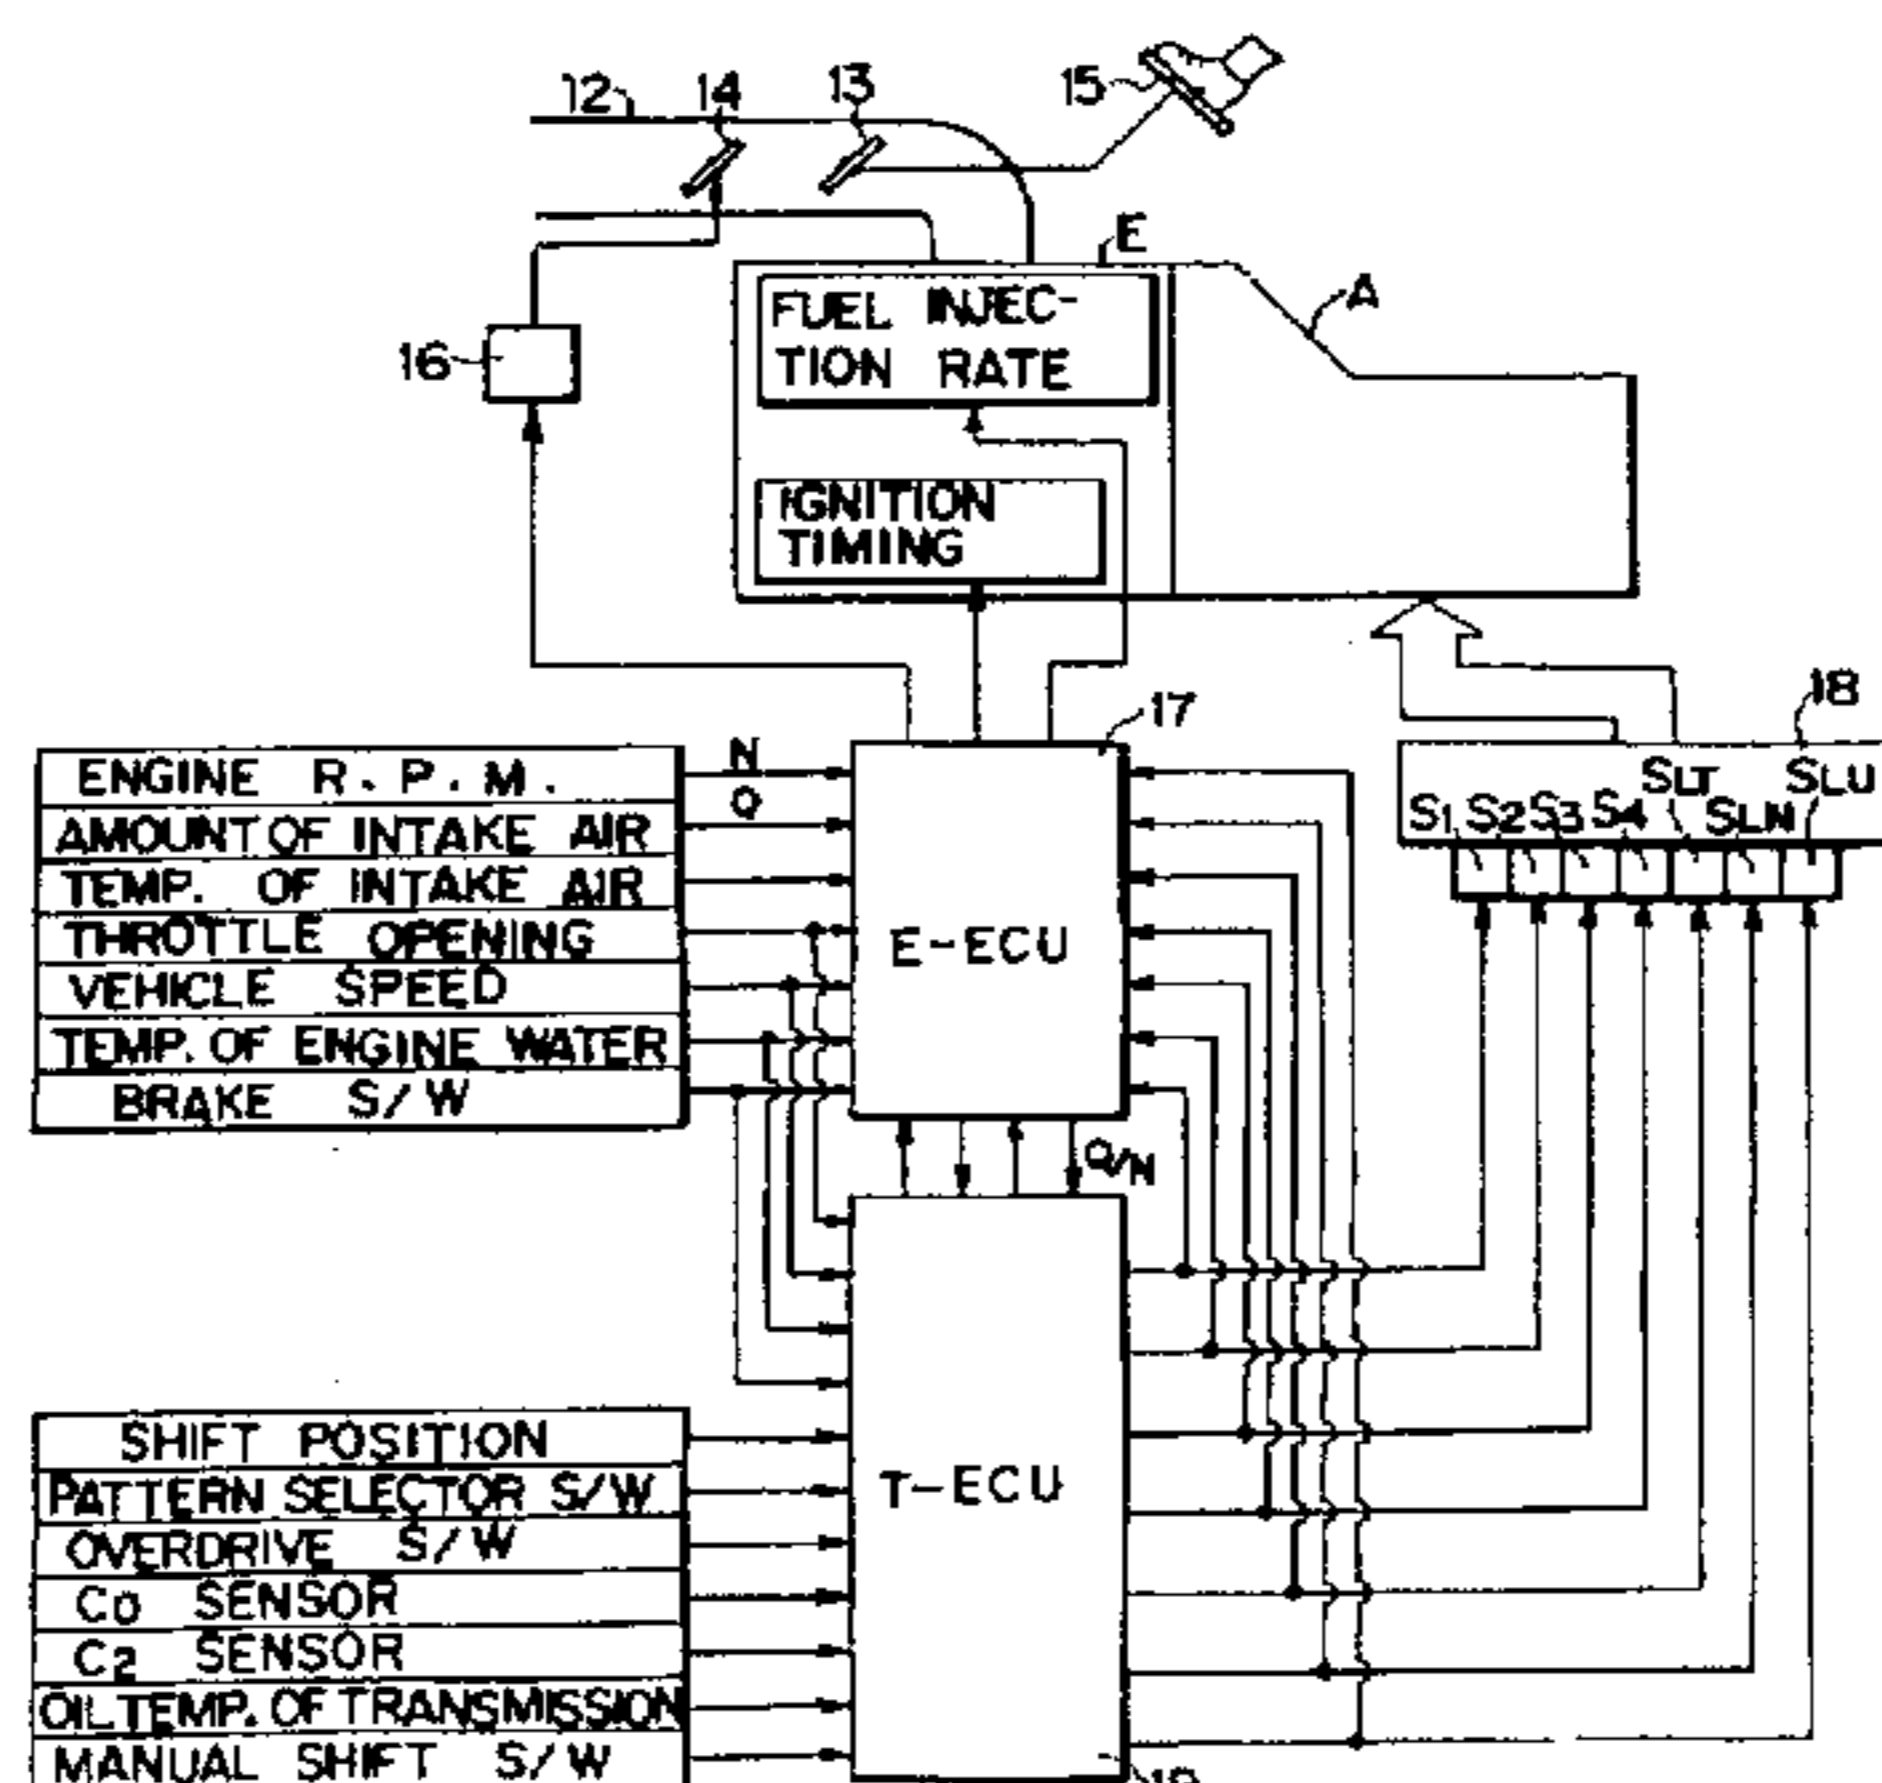 12
14
13
15
E
A
FUEL INJEC-
TION RATE
16
IGNITION
TIMING
17
18
ENGINE R.P.M.
N
AMOUNT OF INTAKE AIR
Q
TEMP. OF INTAKE AIR
THROTTLE OPENING
VEHICLE SPEED
TEMP. OF ENGINE WATER
BRAKE S/W
E-ECU
S1 S2 S3 S4 SLT SLN SLU
Q/N
SHIFT POSITION
PATTERN SELECTOR S/W
OVERDRIVE S/W
C0 SENSOR
C2 SENSOR
OIL TEMP. OF TRANSMISSION
MANUAL SHIFT S/W
T-ECU